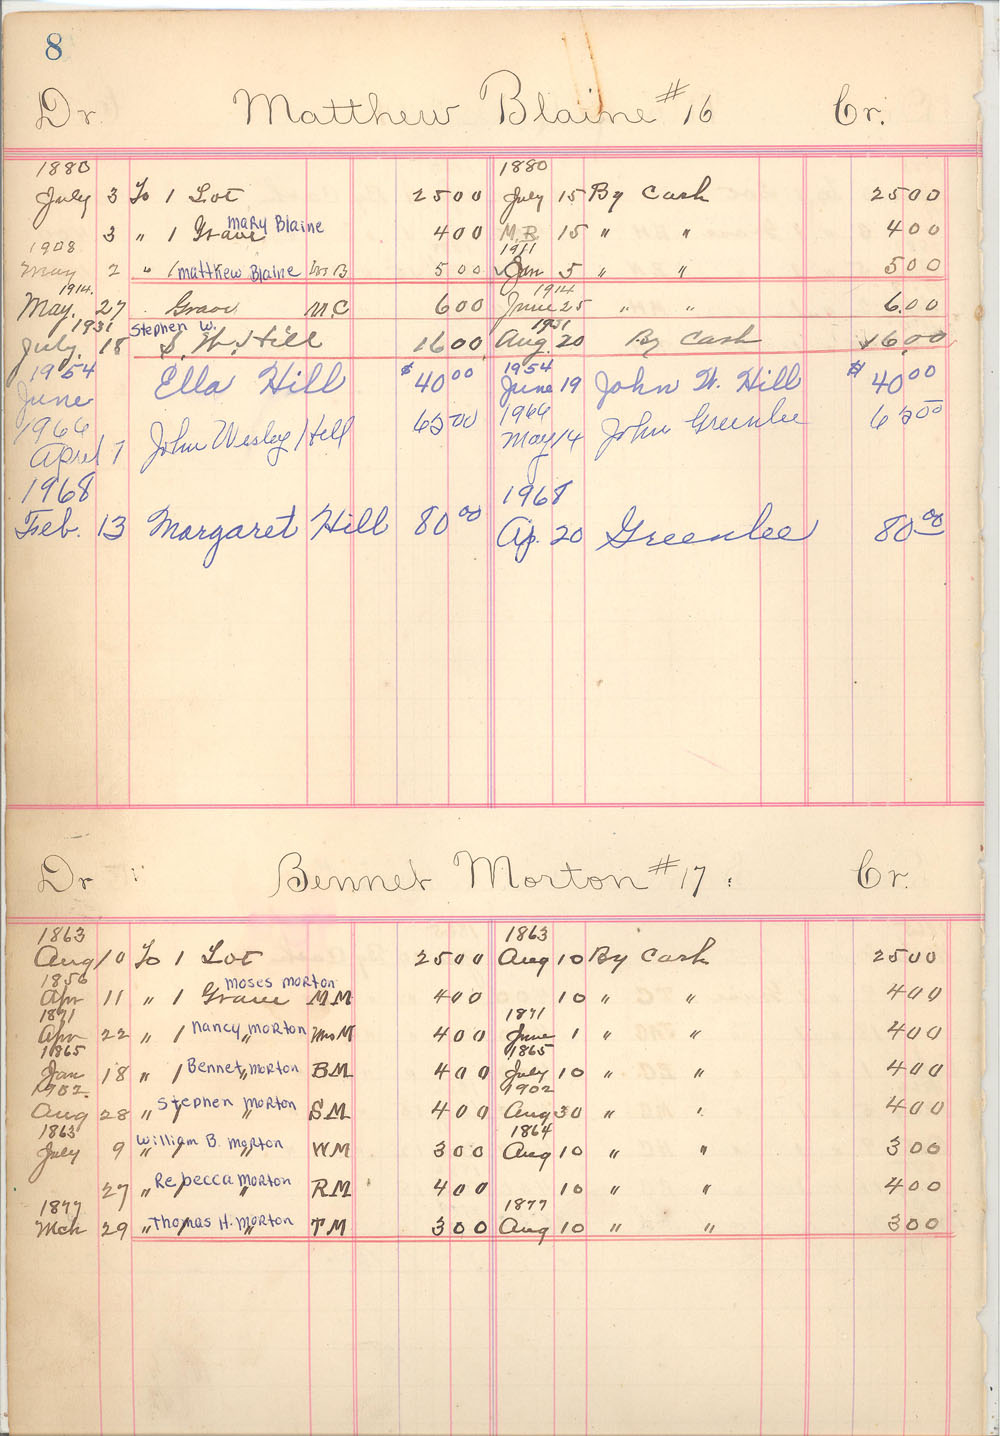 8
Dr. Matthew Blaine #16 Cr.
1880 1880
July 3 To 1 Lot 25 00 July 15 By Cash 25 00
3 " 1 Grave Mary Blaine 4 00 M.R. 15 " " 4 00
1908 1911
May 2 " 1 Matthew Blaine 5 00 Jan 5 " " 5 00
1914. 1914
May. 27 Grave M.C 6 00 June 25 " " 6.00
1931 Stephen W. 1931
July. 18 S. W. Hill 16 00 Aug. 20 By Cash 16.00
1954 1954
June Ella Hill $ 40 00 June 19 John W. Hill $ 40 00
1966 1966
April 7 John Wesley Hill 65 00 May 14 John Greenlee 65 00
1968 1968
Feb. 13 Margaret Hill 80 00 Ap. 20 Greenlee 80 00
Dr Bennet Morton #17. Cr.
1863 1863
Aug 10 To 1 Lot 25 00 Aug 10 By Cash 25 00
1856 Moses Morton
Apr 11 " 1 Grave M M 4 00 10 " " 4 00
1871 1871
Apr 22 " 1 Nancy Morton " Mrs M 4 00 June 1 " " 4 00
1865 1865
Jan 18 " 1 Bennet Morton " B M 4 00 July 10 " " 4 00
1902. 1902
Aug 28 " Stephen Morton " S M 4 00 Aug 30 " " 4 00
1863 1864
July 9 " William B. Morton " W M 3 00 Aug 10 " " 3 00
27 " Rebecca Morton " R M 4 00 10 " " 4 00
1877 1877
Mch 29 " Thomas H. Morton " T M 3 00 Aug 10 " " 3 00